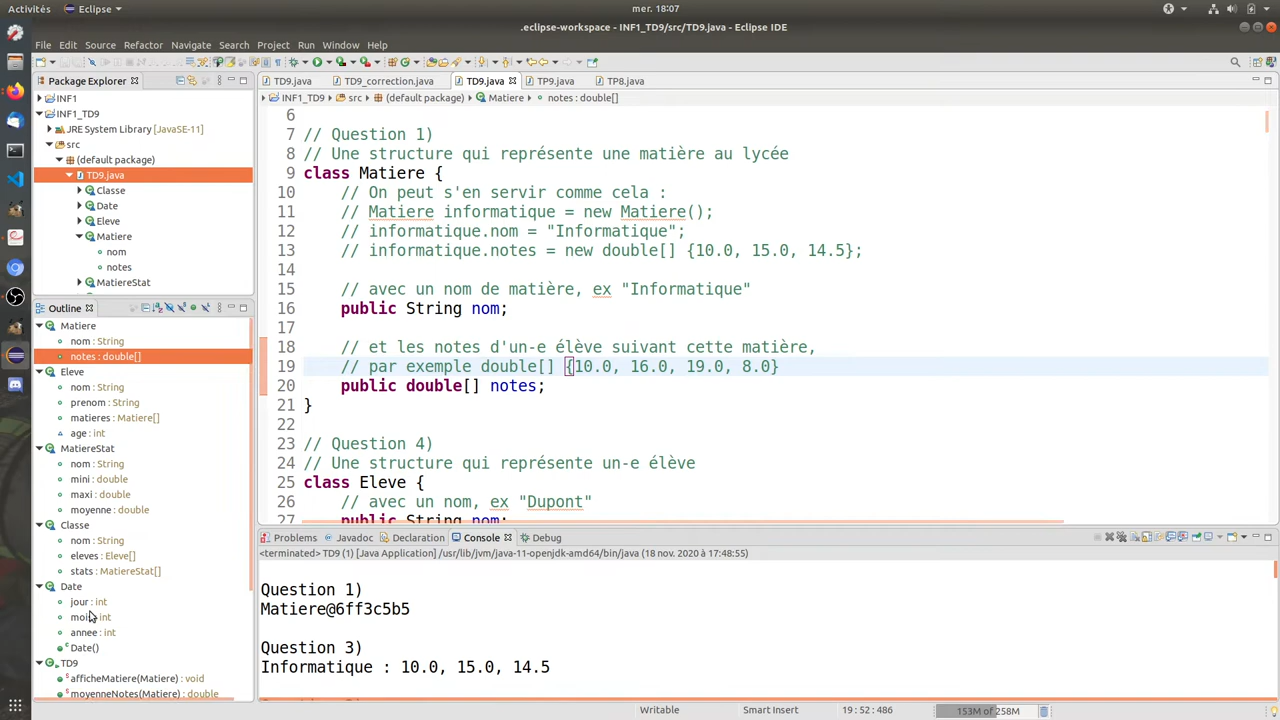 Activités Eclipse mer. 18:07
.eclipse-workspace - INF1_TD9/src/TD9.java - Eclipse IDE
File Edit Source Refactor Navigate Search Project Run Window Help
Package Explorer
INF1
INF1_TD9
JRE System Library [JavaSE-11]
src
(default package)
TD9.java
Classe
Date
Eleve
Matiere
nom
notes
MatiereStat
Outline
Matiere
nom : String
notes : double[]
Eleve
nom : String
prenom : String
matieres : Matiere[]
age : int
MatiereStat
nom : String
mini : double
maxi : double
moyenne : double
Classe
nom : String
eleves : Eleve[]
stats : MatiereStat[]
Date
jour : int
int
annee : int
Date()
TD9
afficheMatiere(Matiere) : void
moyenneNotes(Matiere) : double
TD9.java TD9_correction.java TD9.java TP9.java TP8.java
INF1_TD9 src (default package) Matiere notes : double[]
6
7 // Question 1)
8 // Une structure qui représente une matière au lycée
9 class Matiere {
10 // On peut s'en servir comme cela :
11 // Matiere informatique = new Matiere();
12 // informatique.nom = "Informatique";
13 // informatique.notes = new double[] {10.0, 15.0, 14.5};
14
15 // avec un nom de matière, ex "Informatique"
16 public String nom;
17
18 // et les notes d'un-e élève suivant cette matière,
19 // par exemple double[] {10.0, 16.0, 19.0, 8.0}
20 public double[] notes;
21 }
22
23 // Question 4)
24 // Une structure qui représente un-e élève
25 class Eleve {
26 // avec un nom, ex "Dupont"
27 public String nom;
Problems Javadoc Declaration Console Debug
<terminated> TD9 (1) [Java Application] /usr/lib/jvm/java-11-openjdk-amd64/bin/java (18 nov. 2020 à 17:48:55)
Question 1)
Matiere@6ff3c5b5
Question 3)
Informatique : 10.0, 15.0, 14.5
Writable Smart Insert 19 : 52 : 486 153M of 258M